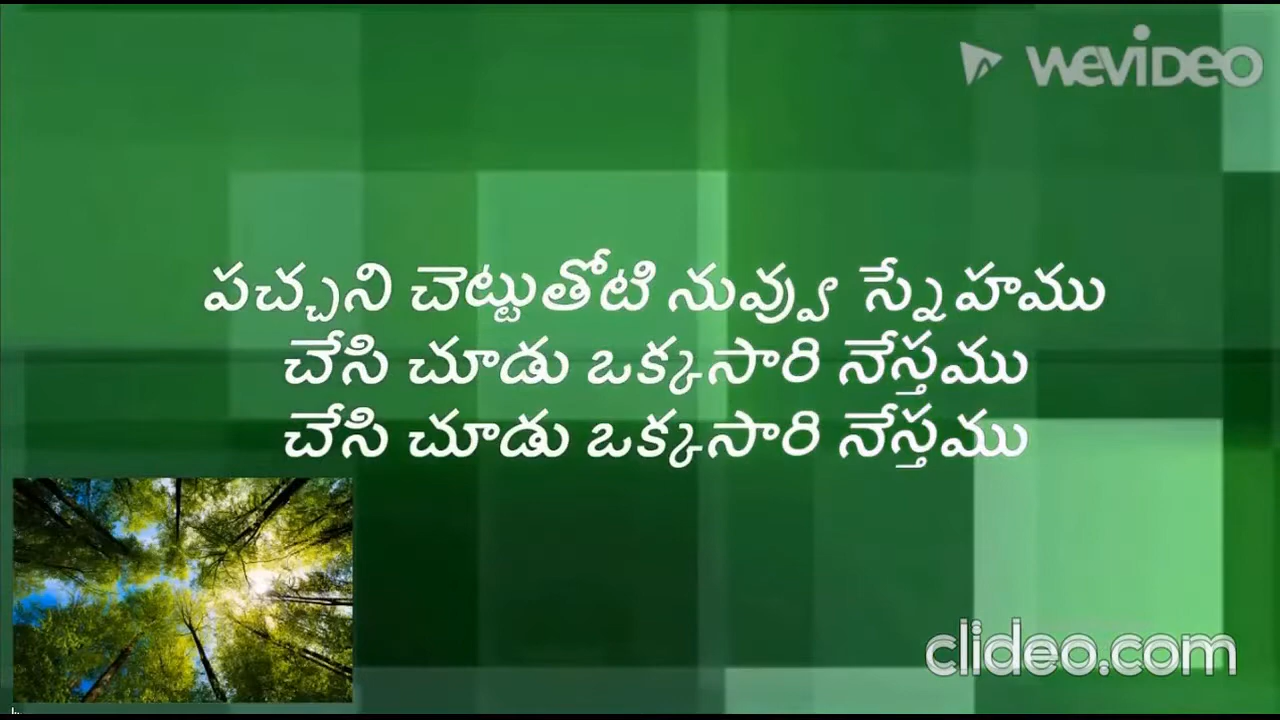 WEVIDEO
పచ్చని చెట్టుతోటి నువ్వు స్నేహము
చేసి చూడు ఒక్కసారి నేస్తము
చేసి చూడు ఒక్కసారి నేస్తము
clideo.com